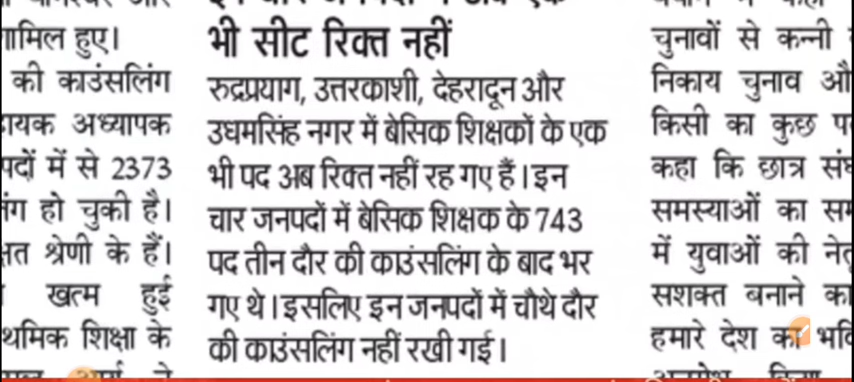 मिल हुए।
की काउंसलिंग
यक अध्यापक
पदों में से 2373
हो चुकी है।
श्रेणी के हैं।
खत्म हुई
शिक्षा के
भी सीट रिक्त नहीं
रुद्रप्रयाग, उत्तरकाशी, देहरादून और
उधमसिंह नगर में बेसिक शिक्षकों के एक
भी पद अब रिक्त नहीं रह गए हैं। इन
चार जनपदों में बेसिक शिक्षक के 743
पद तीन दौर की काउंसलिंग के बाद भर
गए थे। इसलिए इन जनपदों में चौथे दौर
की काउंसलिंग नहीं रखी गई।
चुनावों से कन्नी
निकाय चुनाव औ
किसी का कुछ प
कहा कि छात्र संघ
समस्याओं का सम
में युवाओं की नेतृ
सशक्त बनाने का
हमारे देश का भवि